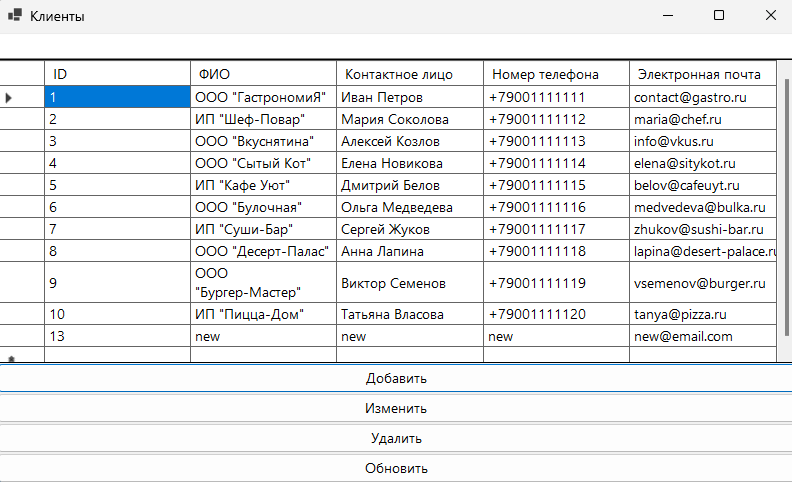 Клиенты
ID ФИО Контактное лицо Номер телефона Электронная почта
1 ООО "ГастрономиЯ" Иван Петров +79001111111 contact@gastro.ru
2 ИП "Шеф-Повар" Мария Соколова +79001111112 maria@chef.ru
3 ООО "Вкуснятина" Алексей Козлов +79001111113 info@vkus.ru
4 ООО "Сытый Кот" Елена Новикова +79001111114 elena@sitykot.ru
5 ИП "Кафе Уют" Дмитрий Белов +79001111115 belov@cafeuyt.ru
6 ООО "Булочная" Ольга Медведева +79001111116 medvedeva@bulka.ru
7 ИП "Суши-Бар" Сергей Жуков +79001111117 zhukov@sushi-bar.ru
8 ООО "Десерт-Палас" Анна Лапина +79001111118 lapina@desert-palace.ru
9 ООО "Бургер-Мастер" Виктор Семенов +79001111119 vsemenov@burger.ru
10 ИП "Пицца-Дом" Татьяна Власова +79001111120 tanya@pizza.ru
13 new new new new@email.com
Добавить
Изменить
Удалить
Обновить